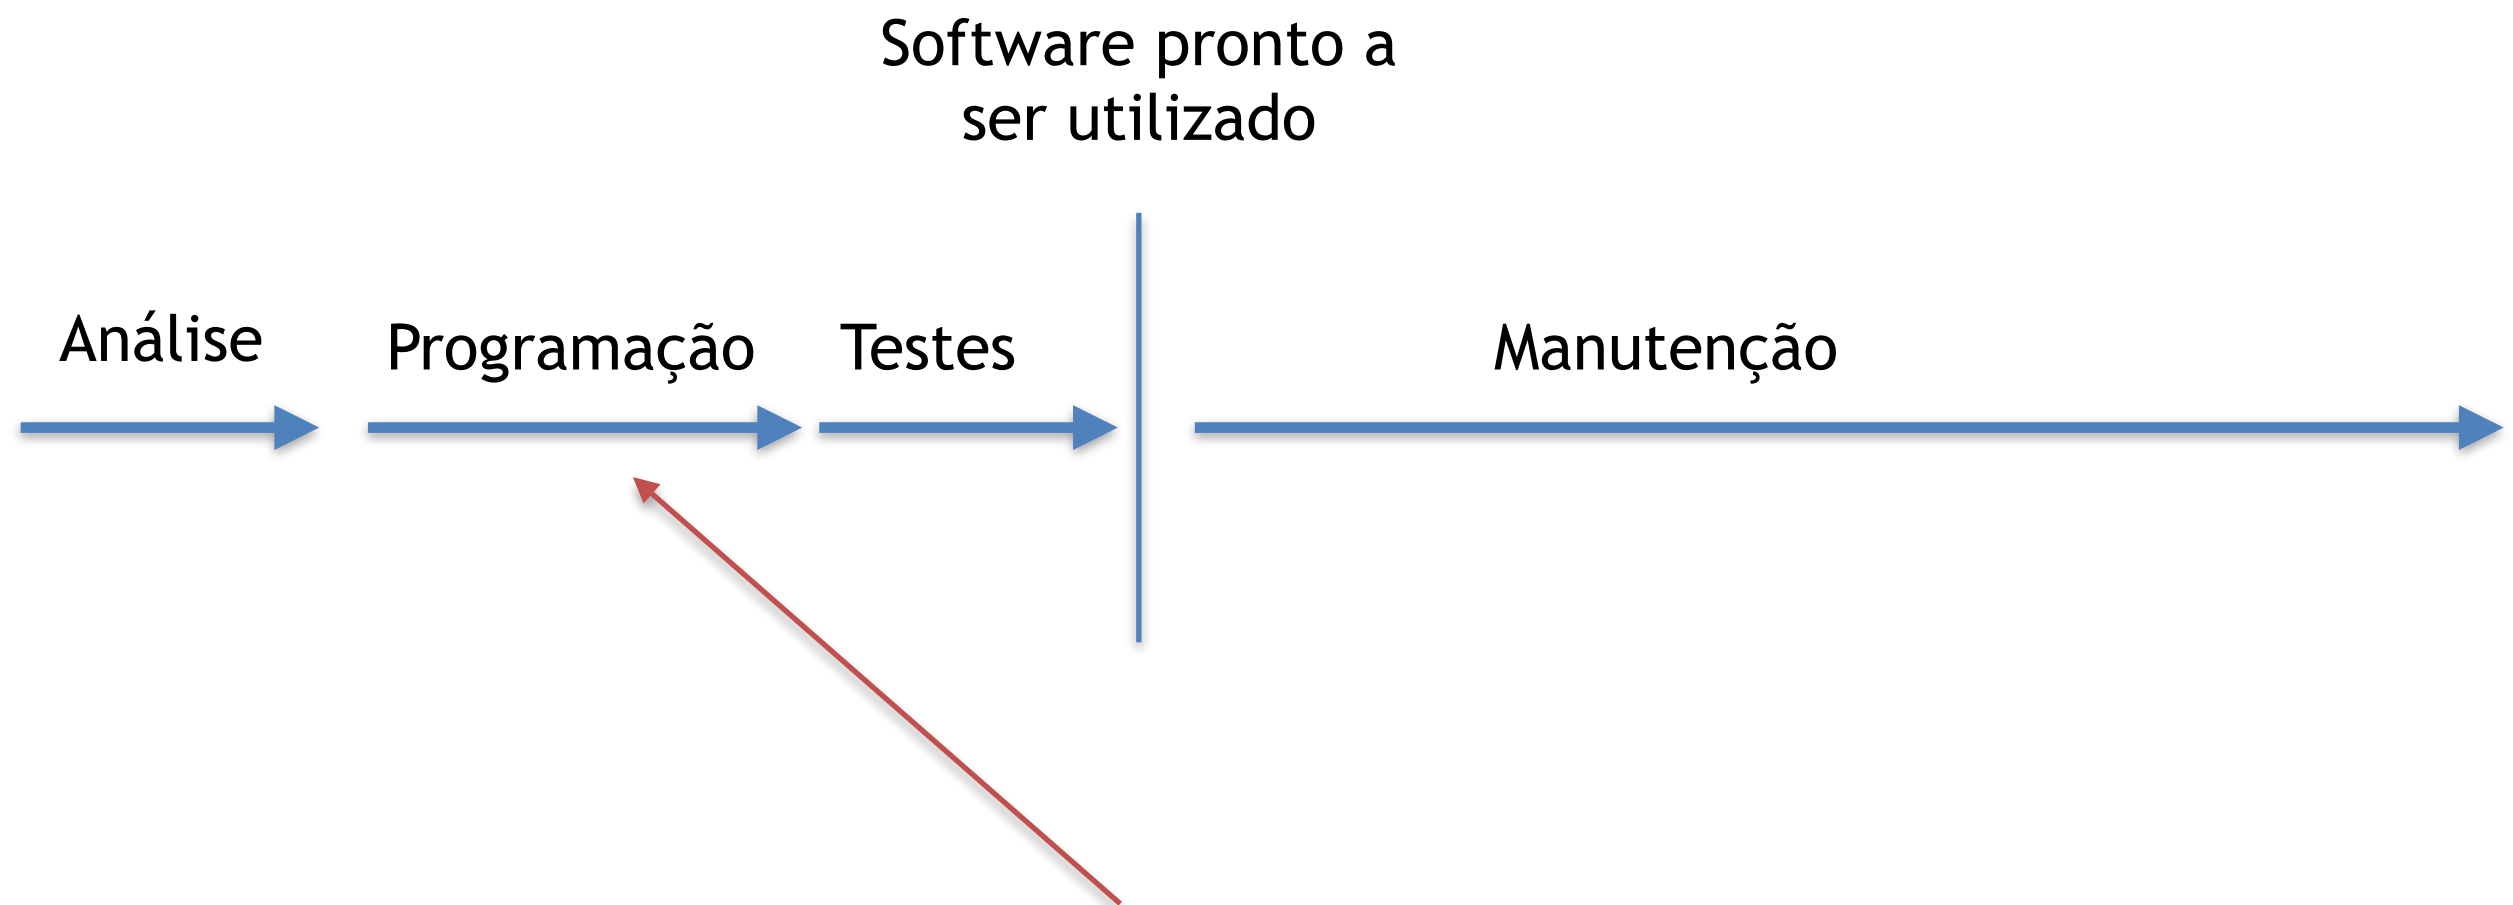 Software pronto a
ser utilizado
Análise
Programação
Testes
Manutenção